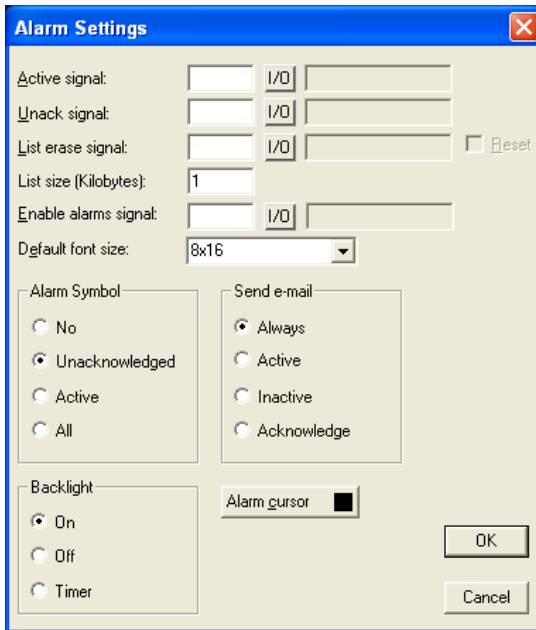 Alarm Settings
Active signal: I/O
Unack signal: I/O
List erase signal: I/O Reset
List size (Kilobytes): 1
Enable alarms signal: I/O
Default font size: 8x16
Alarm Symbol
No
Unacknowledged
Active
All
Send e-mail
Always
Active
Inactive
Acknowledge
Backlight
On
Off
Timer
Alarm cursor
OK
Cancel